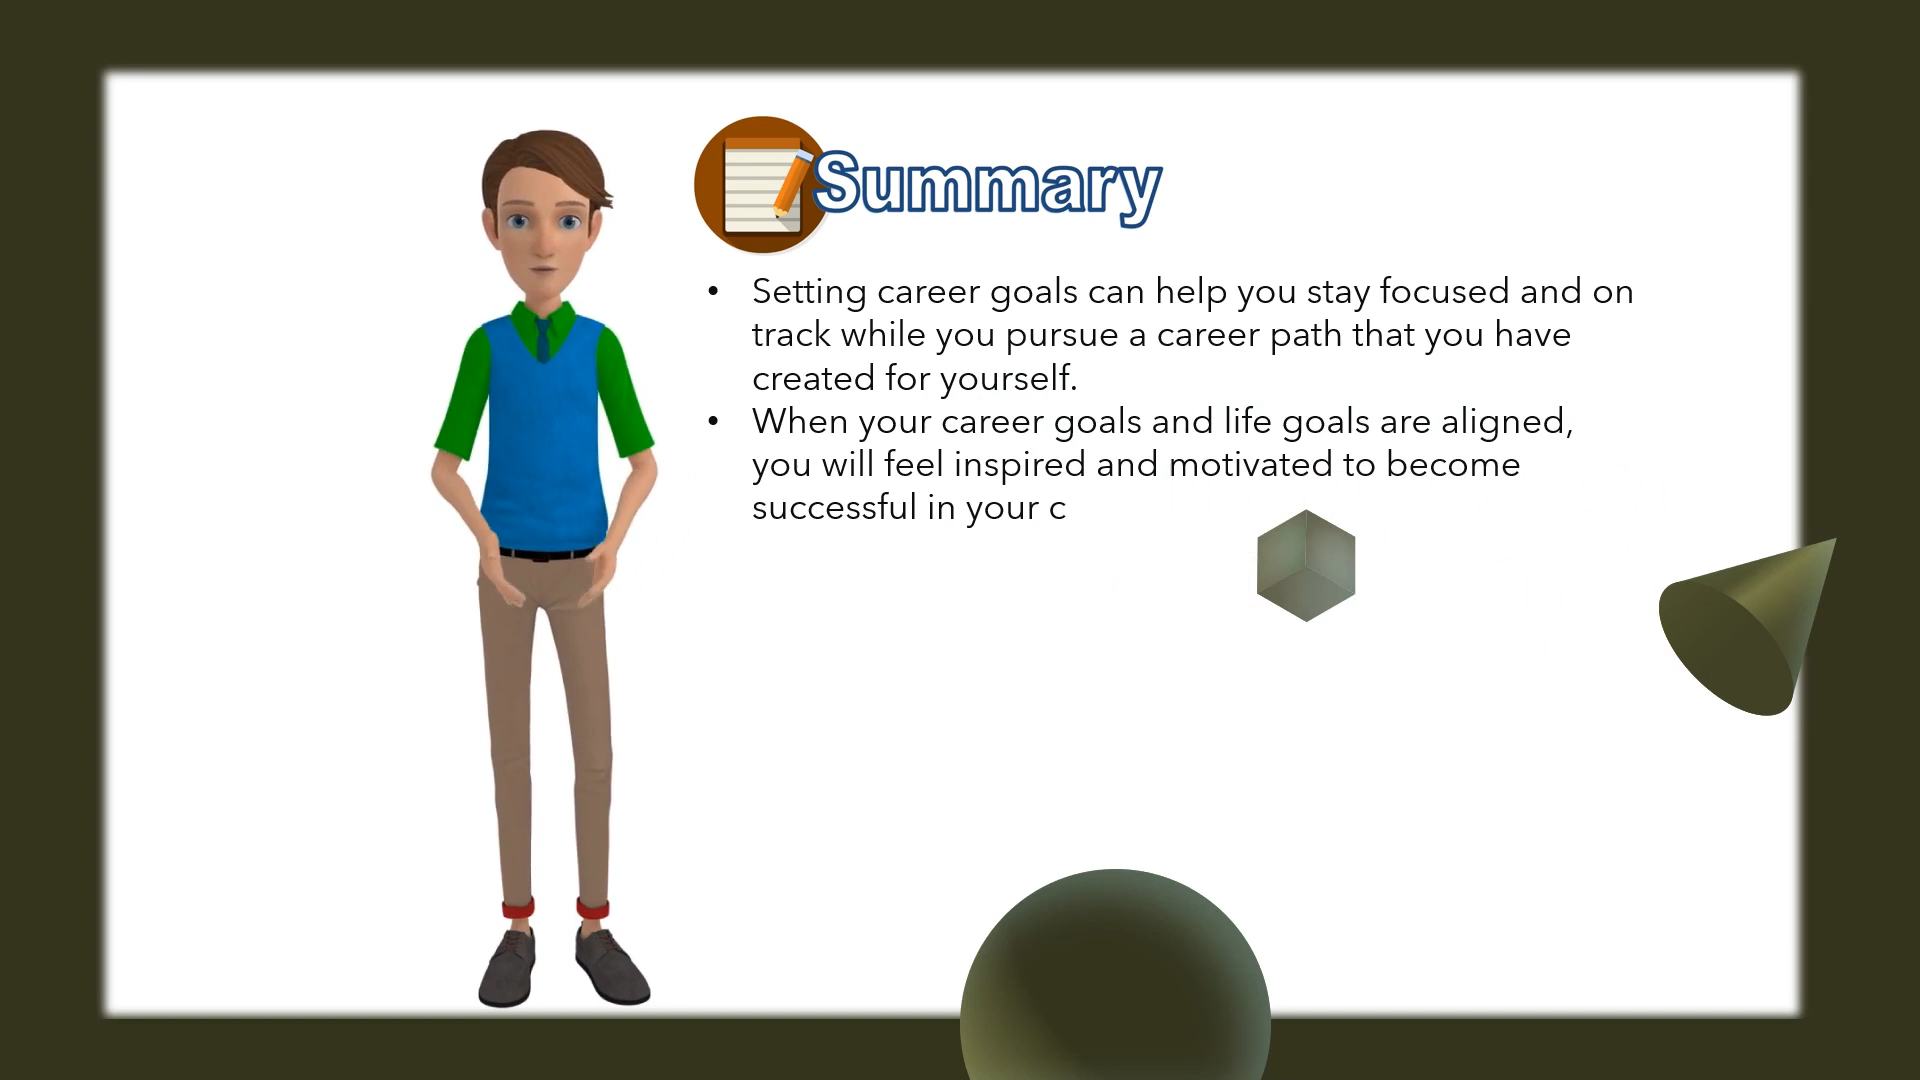 Summary
• Setting career goals can help you stay focused and on
track while you pursue a career path that you have
created for yourself.
• When your career goals and life goals are aligned,
you will feel inspired and motivated to become
successful in your c